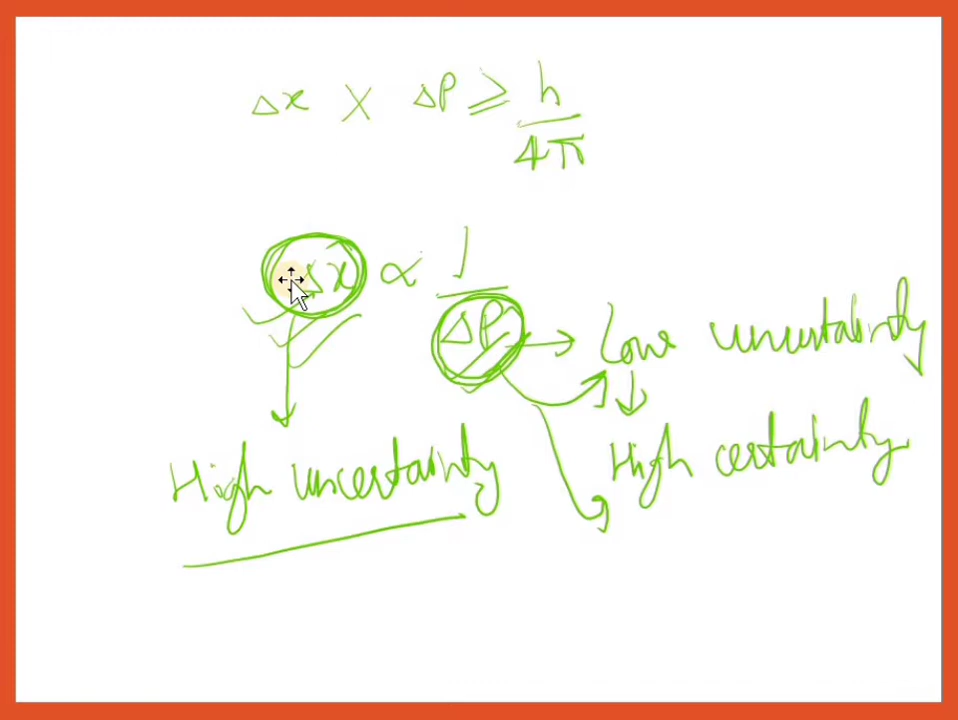 Δx × Δp ≥ h/4π
Δx ∝ 1/Δp
→ Low uncertainty
High certainty
High uncertainty